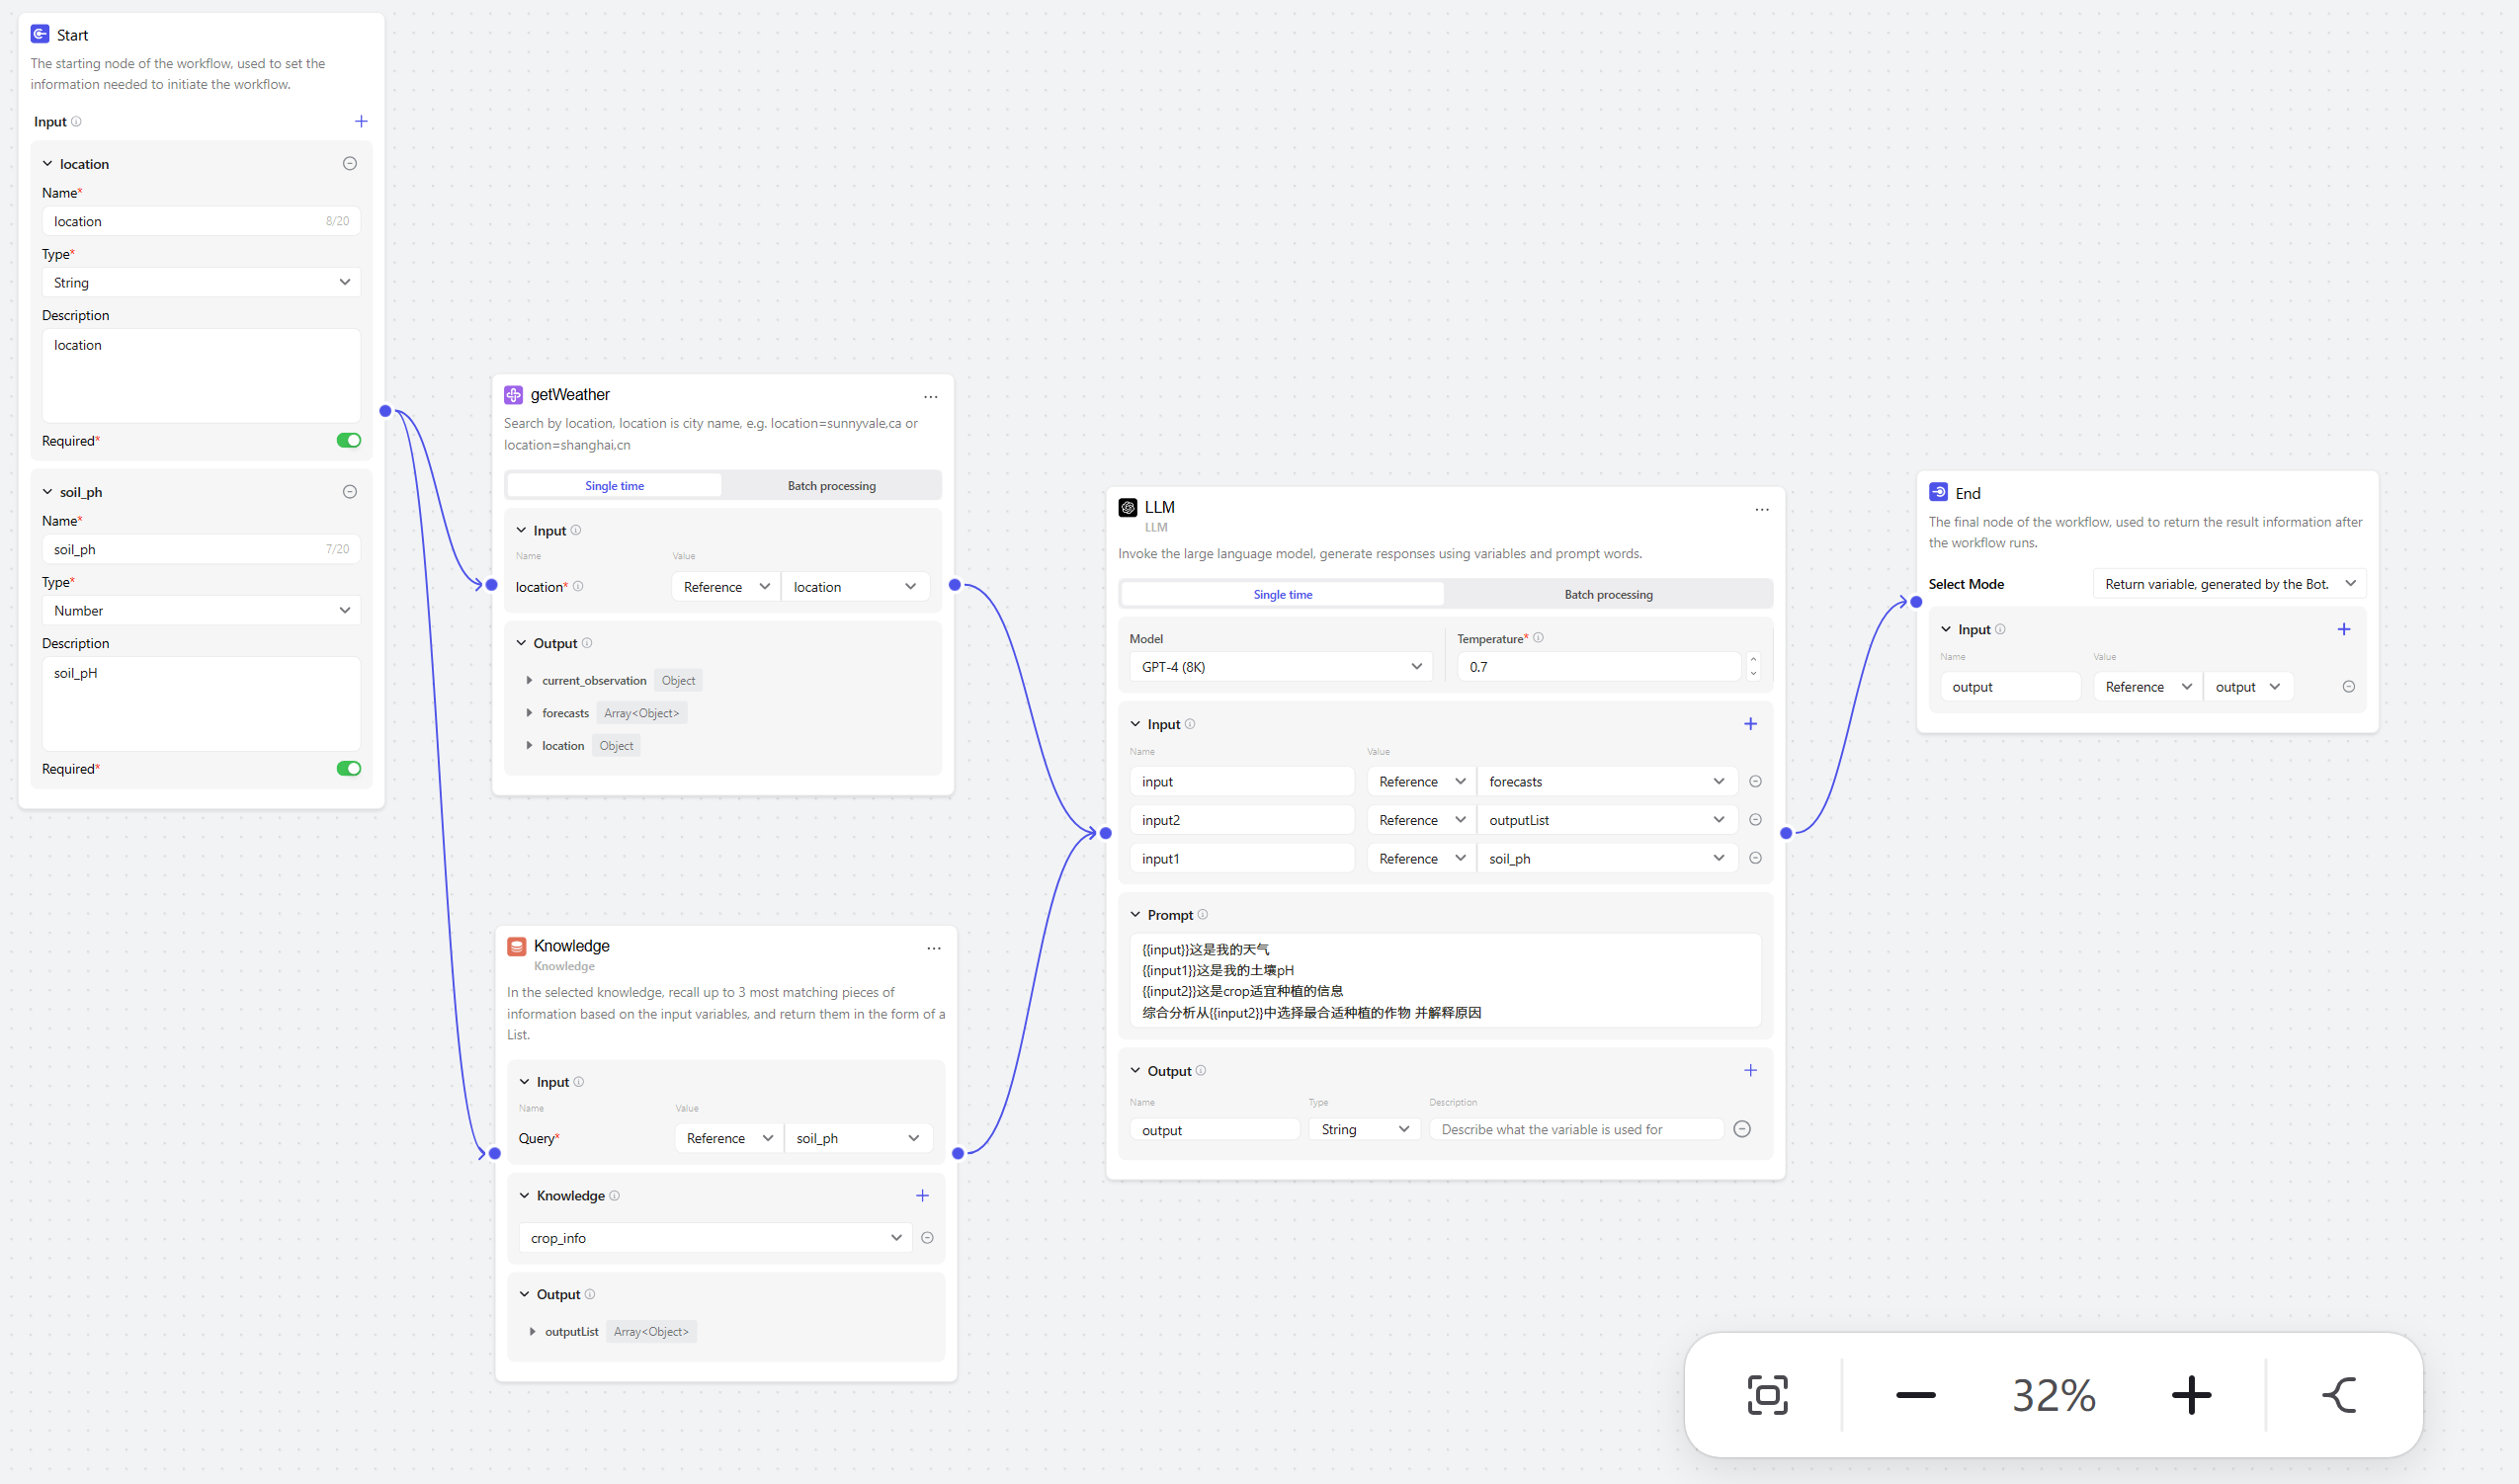 Start
The starting node of the workflow, used to set the
information needed to initiate the workflow.
Input
location
Name*
location 8/20
Type*
String
Description
location
Required*
soil_ph
Name*
soil_ph 7/20
Type*
Number
Description
soil_pH
Required*
getWeather
Search by location, location is city name, e.g. location=sunnyvale,ca or
location=shanghai,cn
Single time Batch processing
Input
Name Value
location* Reference location
Output
current_observation Object
forecasts Array<Object>
location Object
Knowledge
Knowledge
In the selected knowledge, recall up to 3 most matching pieces of
information based on the input variables, and return them in the form of a
List.
Input
Name Value
Query* Reference soil_ph
Knowledge
crop_info
Output
outputList Array<Object>
LLM
LLM
Invoke the large language model, generate responses using variables and prompt words.
Single time Batch processing
Model Temperature*
GPT-4 (8K) 0.7
Input
Name Value
input Reference forecasts
input2 Reference outputList
input1 Reference soil_ph
Prompt
{{input}}这是我的天气
{{input1}}这是我的土壤pH
{{input2}}这是crop适宜种植的信息
综合分析从{{input2}}中选择最合适种植的作物 并解释原因
Output
Name Type Description
output String Describe what the variable is used for
End
The final node of the workflow, used to return the result information after
the workflow runs.
Select Mode Return variable, generated by the Bot.
Input
Name Value
output Reference output
32%